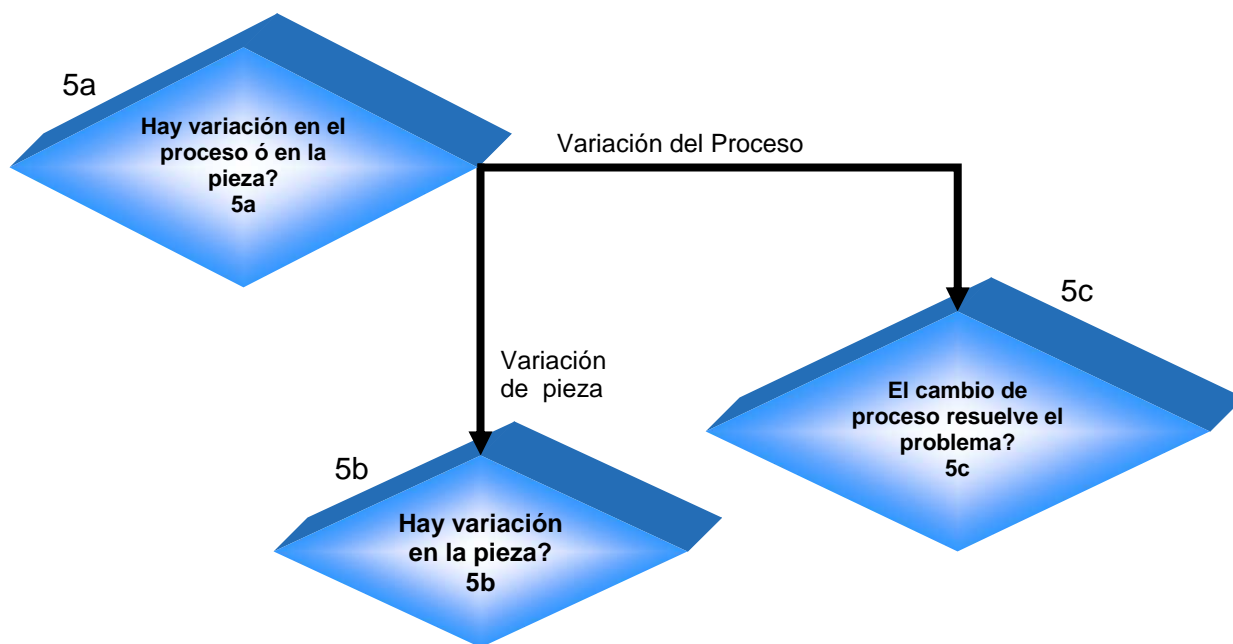 5a
Hay variación en el
proceso ó en la
pieza?
5a
Variación del Proceso
5c
El cambio de
proceso resuelve el
problema?
5c
Variación
de pieza
5b
Hay variación
en la pieza?
5b